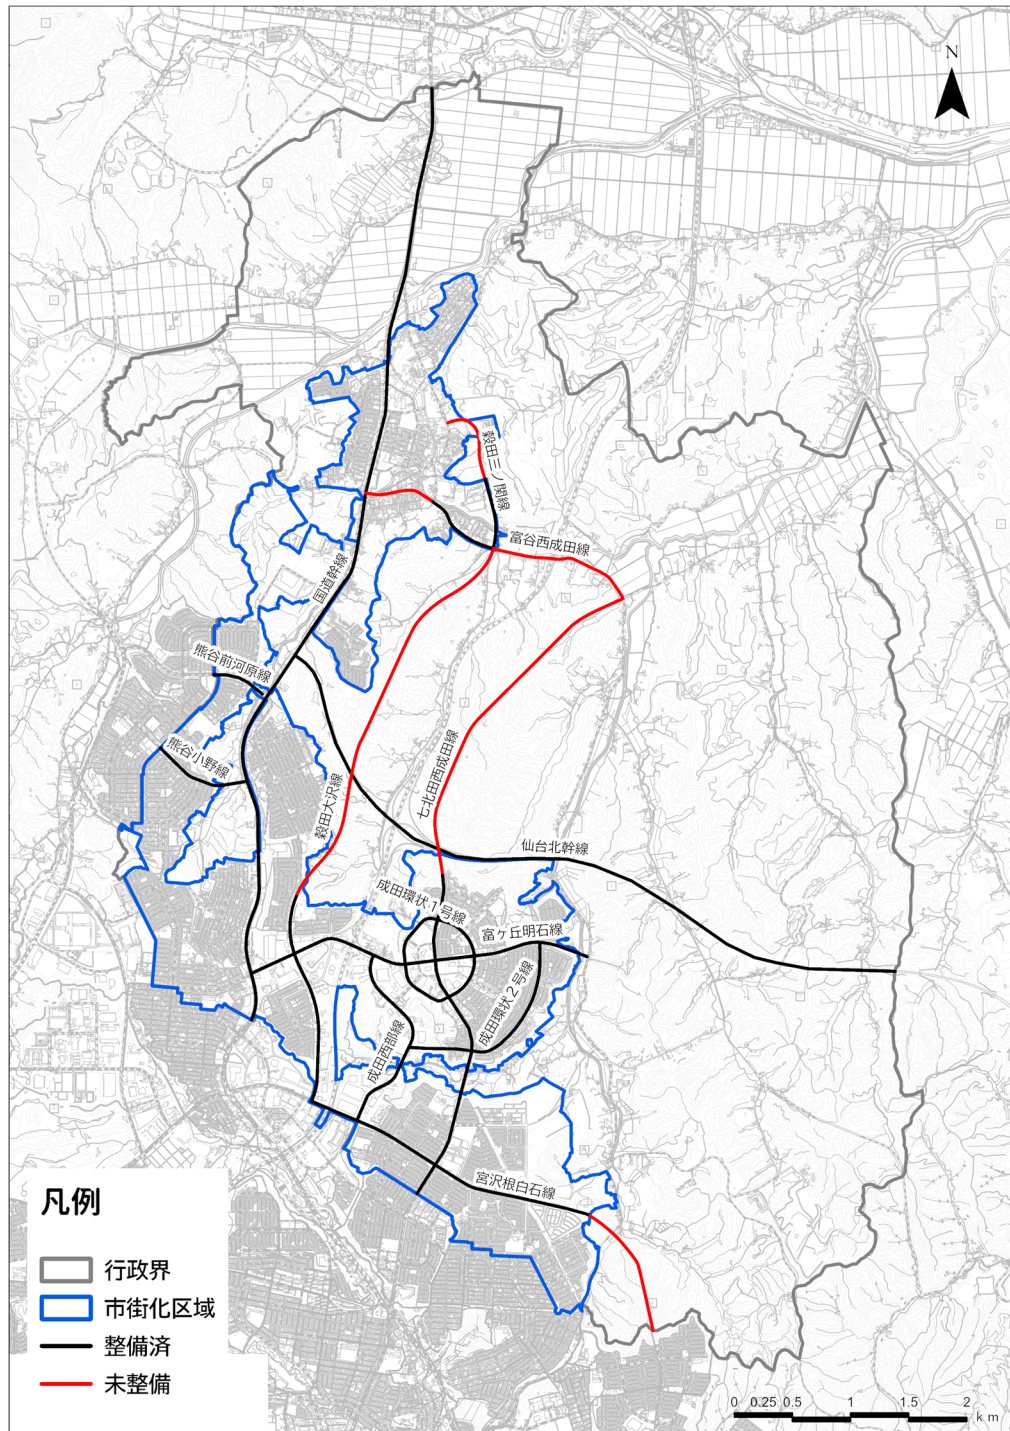 N
穀田三ノ関線
富谷西成田線
国道幹線
熊谷前河原線
熊谷小野線
穀田大沢線
七北田西成田線
仙台北幹線
成田環状1号線
富ヶ丘明石線
成田環状2号線
成田西部線
宮沢根白石線
凡例
行政界
市街化区域
整備済
未整備
0 0.25 0.5 1 1.5 2
km